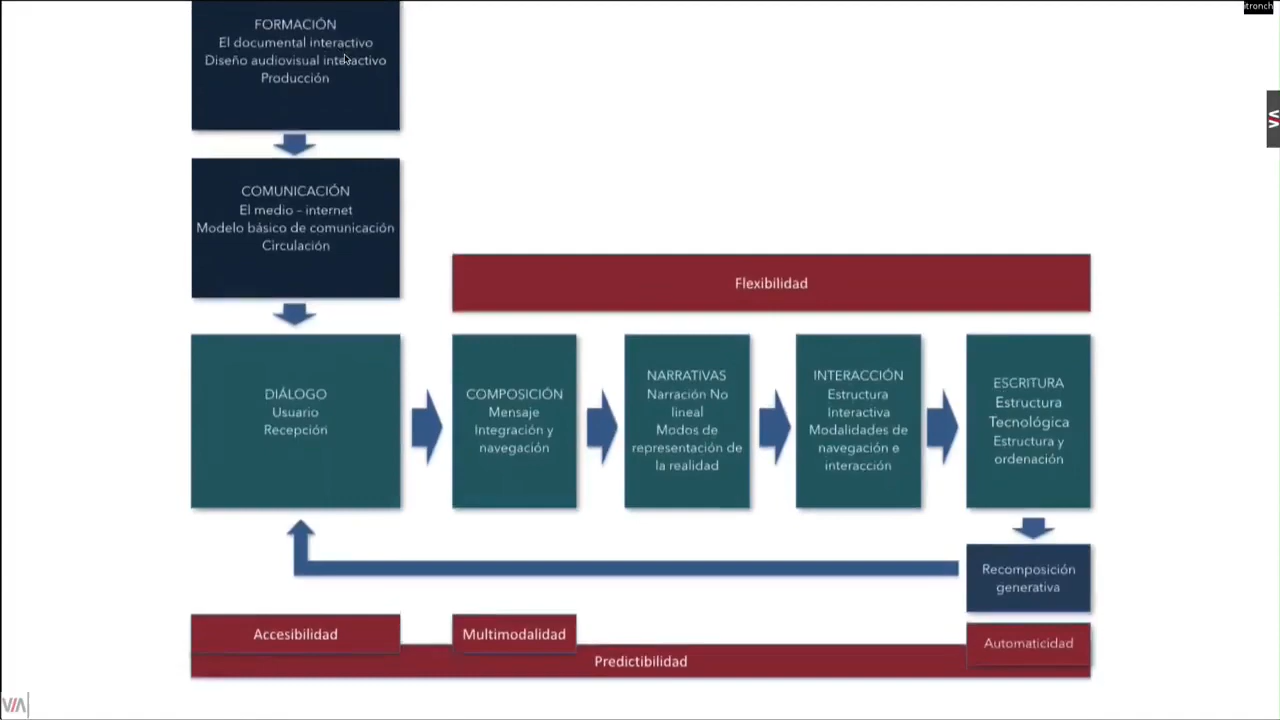 FORMACIÓN
El documental interactivo
Diseño audiovisual interactivo
Producción
COMUNICACIÓN
El medio – internet
Modelo básico de comunicación
Circulación
Flexibilidad
DIÁLOGO
Usuario
Recepción
COMPOSICIÓN
Mensaje
Integración y
navegación
NARRATIVAS
Narración No
lineal
Modos de
representación de
la realidad
INTERACCIÓN
Estructura
Interactiva
Modalidades de
navegación e
interacción
ESCRITURA
Estructura
Tecnológica
Estructura y
ordenación
Recomposición
generativa
Accesibilidad
Multimodalidad
Automaticidad
Predictibilidad
VIA